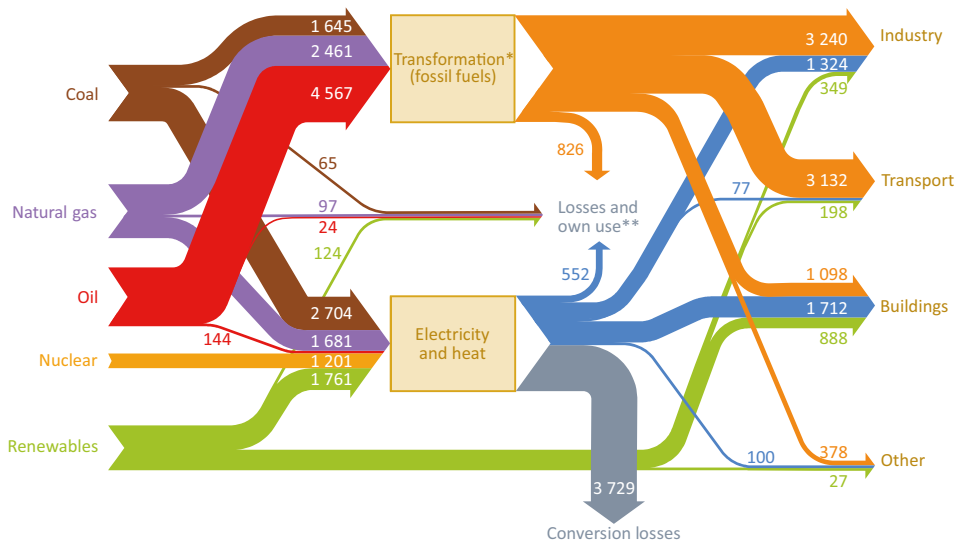 Coal
Natural gas
Oil
Nuclear
Renewables
1 645
2 461
4 567
65
97
24
124
2 704
1 681
144
1 201
1 761
Transformation*
(fossil fuels)
Electricity
and heat
826
Losses and
own use**
552
3 729
Conversion losses
77
100
3 240
1 324
349
Industry
3 132
198
Transport
1 098
1 712
888
Buildings
378
27
Other